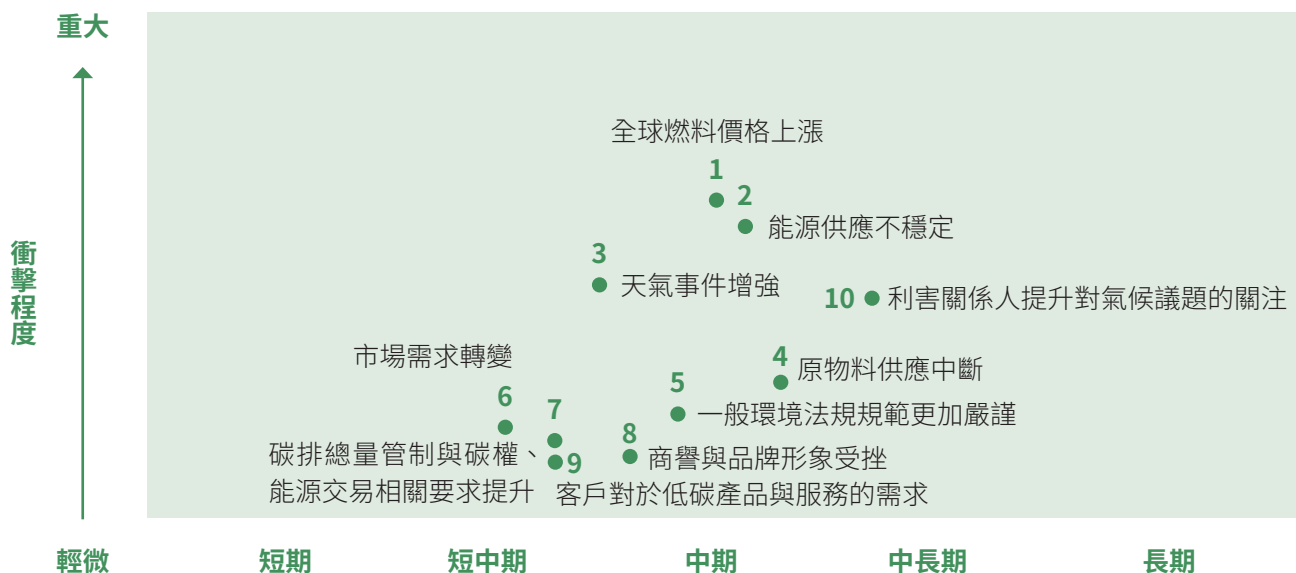 重大
全球燃料價格上漲
1
2
能源供應不穩定
3
天氣事件增強
10
利害關係人提升對氣候議題的關注
衝擊程度
市場需求轉變
4
原物料供應中斷
5
一般環境法規規範更加嚴謹
6
7
8
商譽與品牌形象受挫
碳排總量管制與碳權、
能源交易相關要求提升
9
客戶對於低碳產品與服務的需求
輕微
短期
短中期
中期
中長期
長期